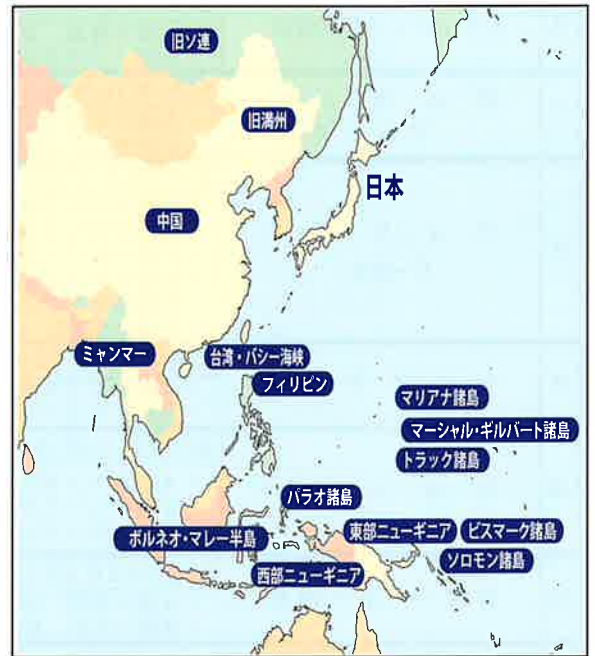 旧ソ連
旧満州
日本
中国
ミャンマー
台湾・バシー海峡
フィリピン
マリアナ諸島
マーシャル・ギルバート諸島
トラック諸島
パラオ諸島
東部ニューギニア
ビスマーク諸島
ボルネオ・マレー半島
ソロモン諸島
西部ニューギニア